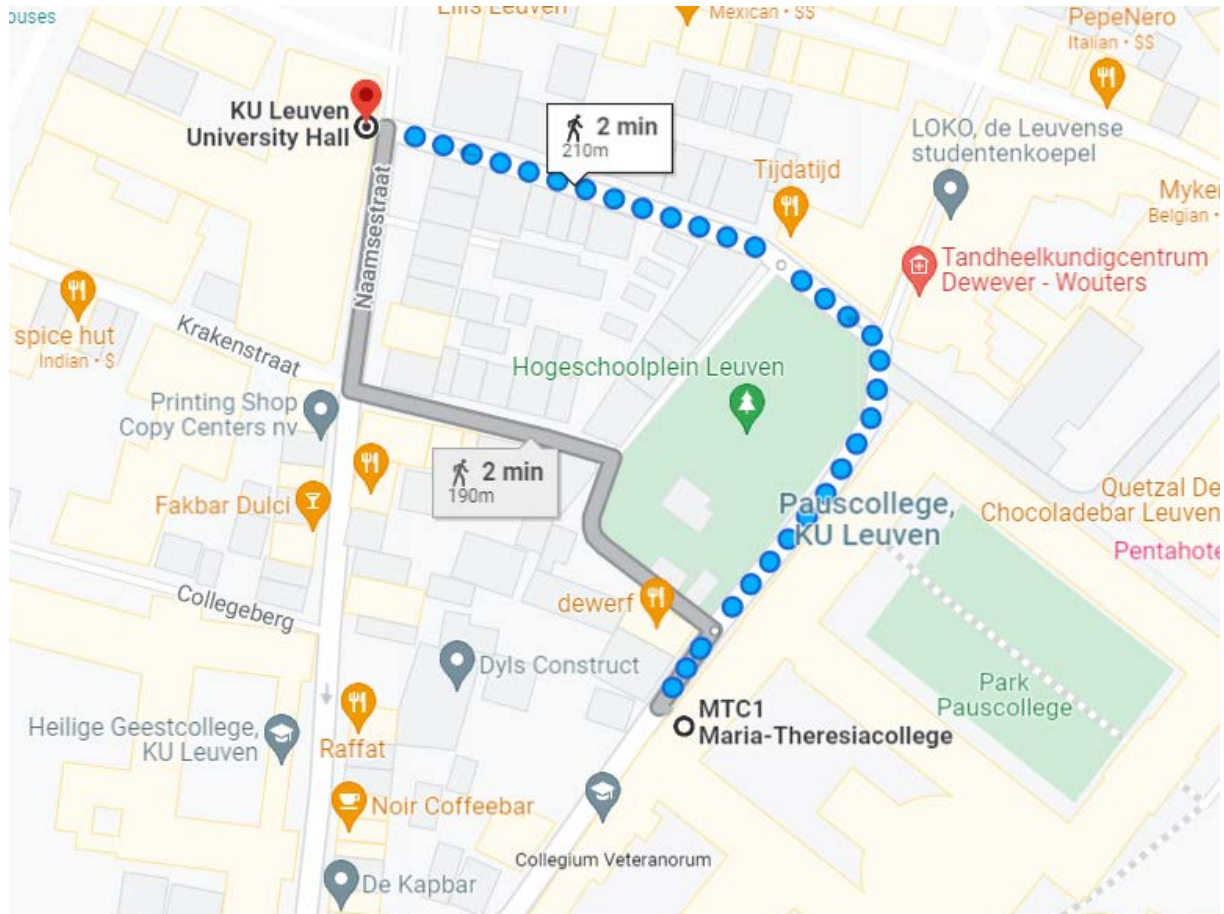 ouses
Ellis Leuven
Mexican • $$
PepeNero
Italian • $$
KU Leuven
University Hall
2 min
210m
LOKO, de Leuvense
studentenkoepel
Tijdatijd
Belgian •
Naamsestraat
Tandheelkundigcentrum
Dewever - Wouters
spice hut
Indian • $
Krakenstraat
Hogeschoolplein Leuven
Printing Shop
Copy Centers nv
2 min
190m
Fakbar Dulci
Pauscollege,
KU Leuven
Quetzal De
Chocoladebar Leuven
Pentahote
Collegeberg
dewerf
Dyls Construct
Park
Pauscollege
MTC1
Maria-Theresiacollege
Heilige Geestcollege,
KU Leuven
Raffat
Noir Coffeebar
Collegium Veteranorum
De Kapbar